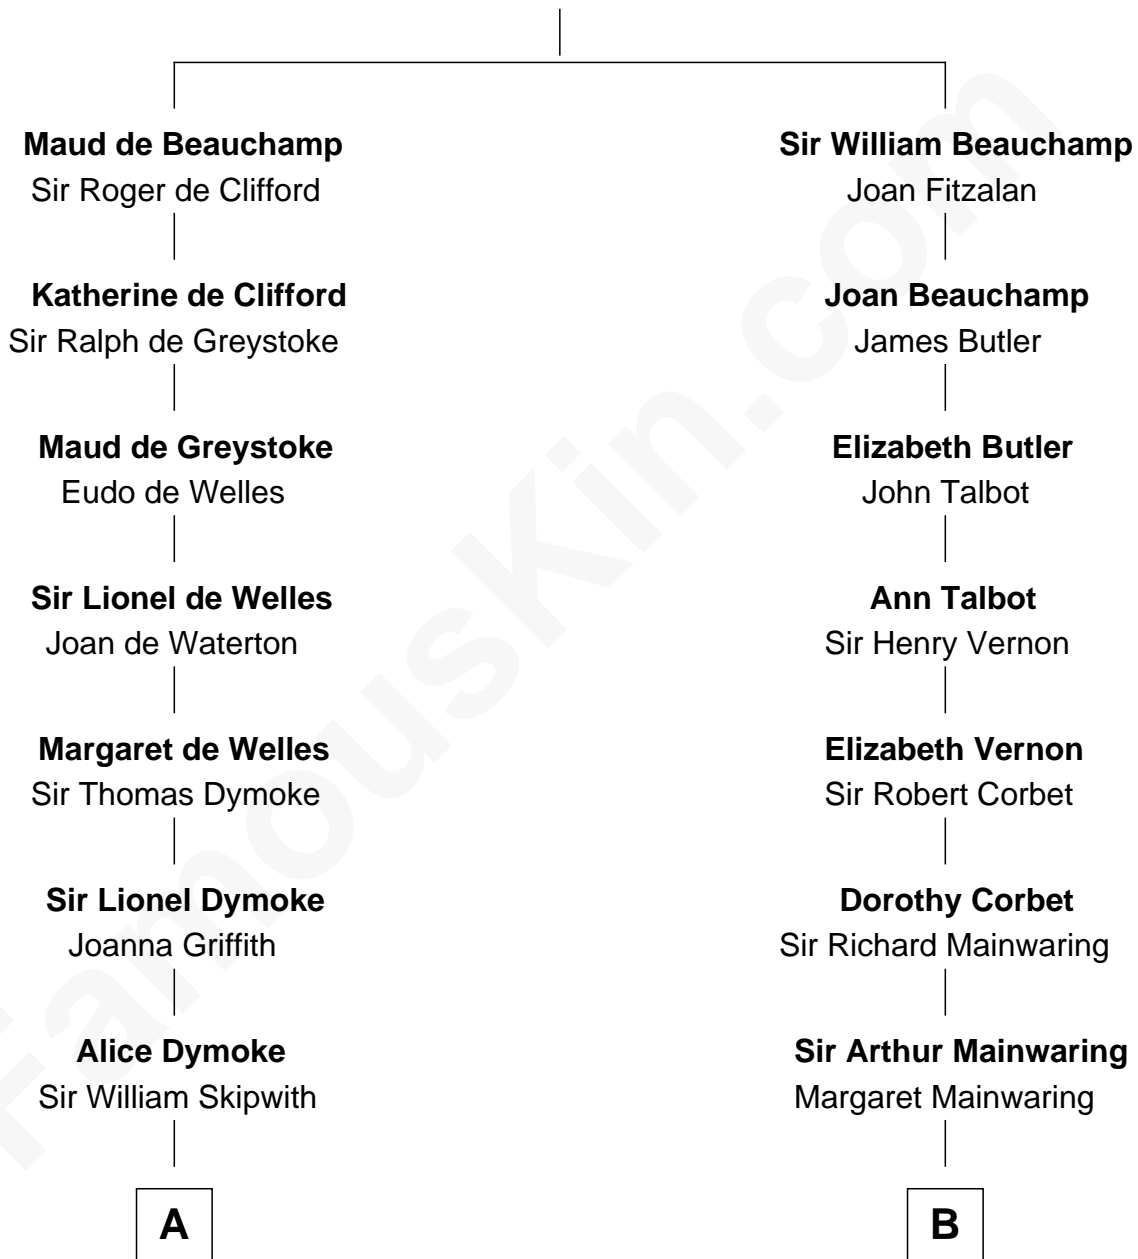 Maud de Beauchamp
Sir Roger de Clifford
Katherine de Clifford
Sir Ralph de Greystoke
Maud de Greystoke
Eudo de Welles
Sir Lionel de Welles
Joan de Waterton
Margaret de Welles
Sir Thomas Dymoke
Sir Lionel Dymoke
Joanna Griffith
Alice Dymoke
Sir William Skipwith
A
Sir William Beauchamp
Joan Fitzalan
Joan Beauchamp
James Butler
Elizabeth Butler
John Talbot
Ann Talbot
Sir Henry Vernon
Elizabeth Vernon
Sir Robert Corbet
Dorothy Corbet
Sir Richard Mainwaring
Sir Arthur Mainwaring
Margaret Mainwaring
B
FamousKin.com